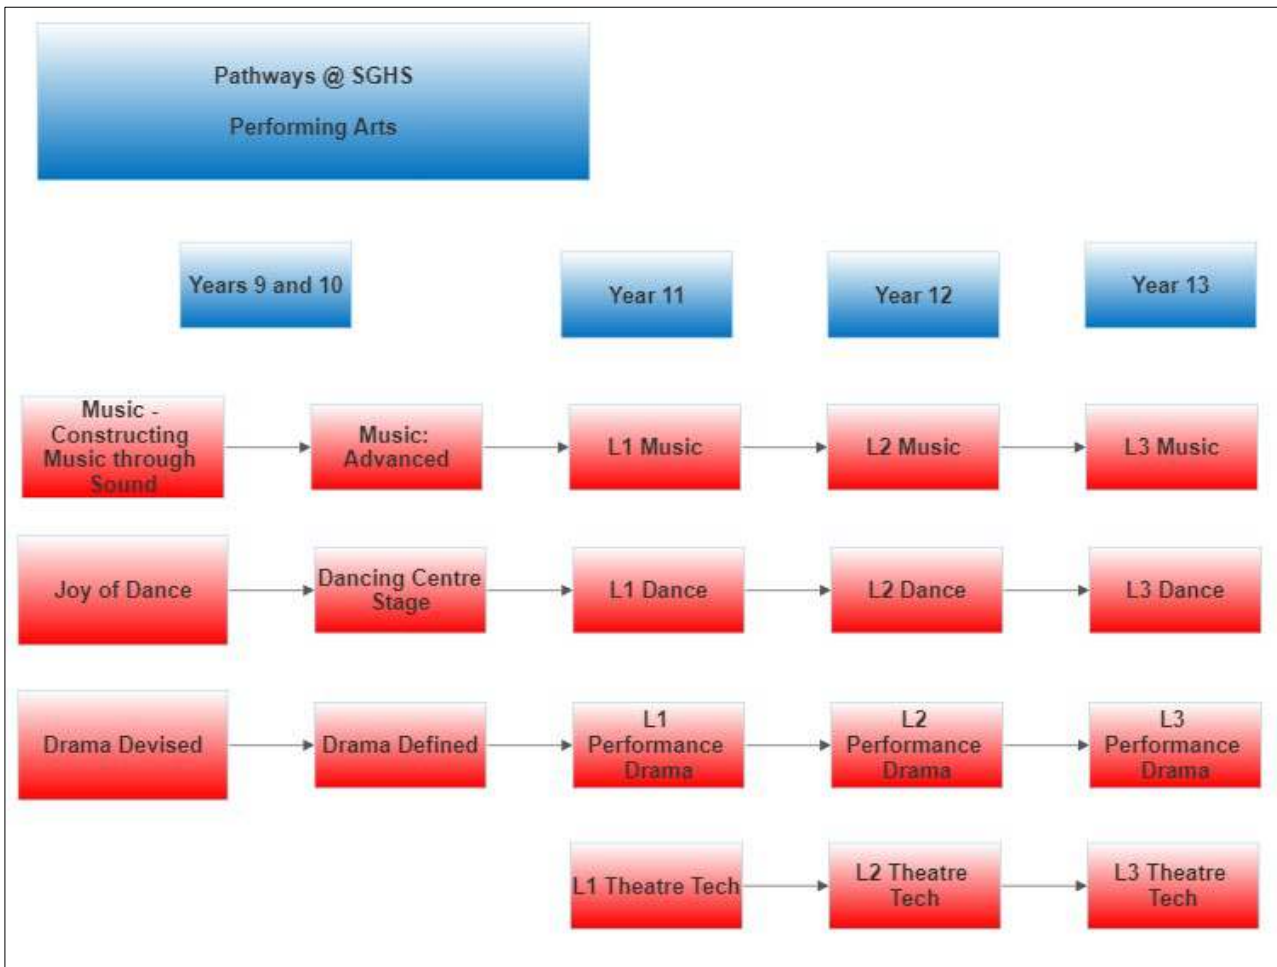 Pathways @ SGHS
Performing Arts
Years 9 and 10
Year 11
Year 12
Year 13
Music -
Constructing
Music through
Sound
Music:
Advanced
L1 Music
L2 Music
L3 Music
Joy of Dance
Dancing Centre
Stage
L1 Dance
L2 Dance
L3 Dance
Drama Devised
Drama Defined
L1
Performance
Drama
L2
Performance
Drama
L3
Performance
Drama
L1 Theatre Tech
L2 Theatre
Tech
L3 Theatre
Tech